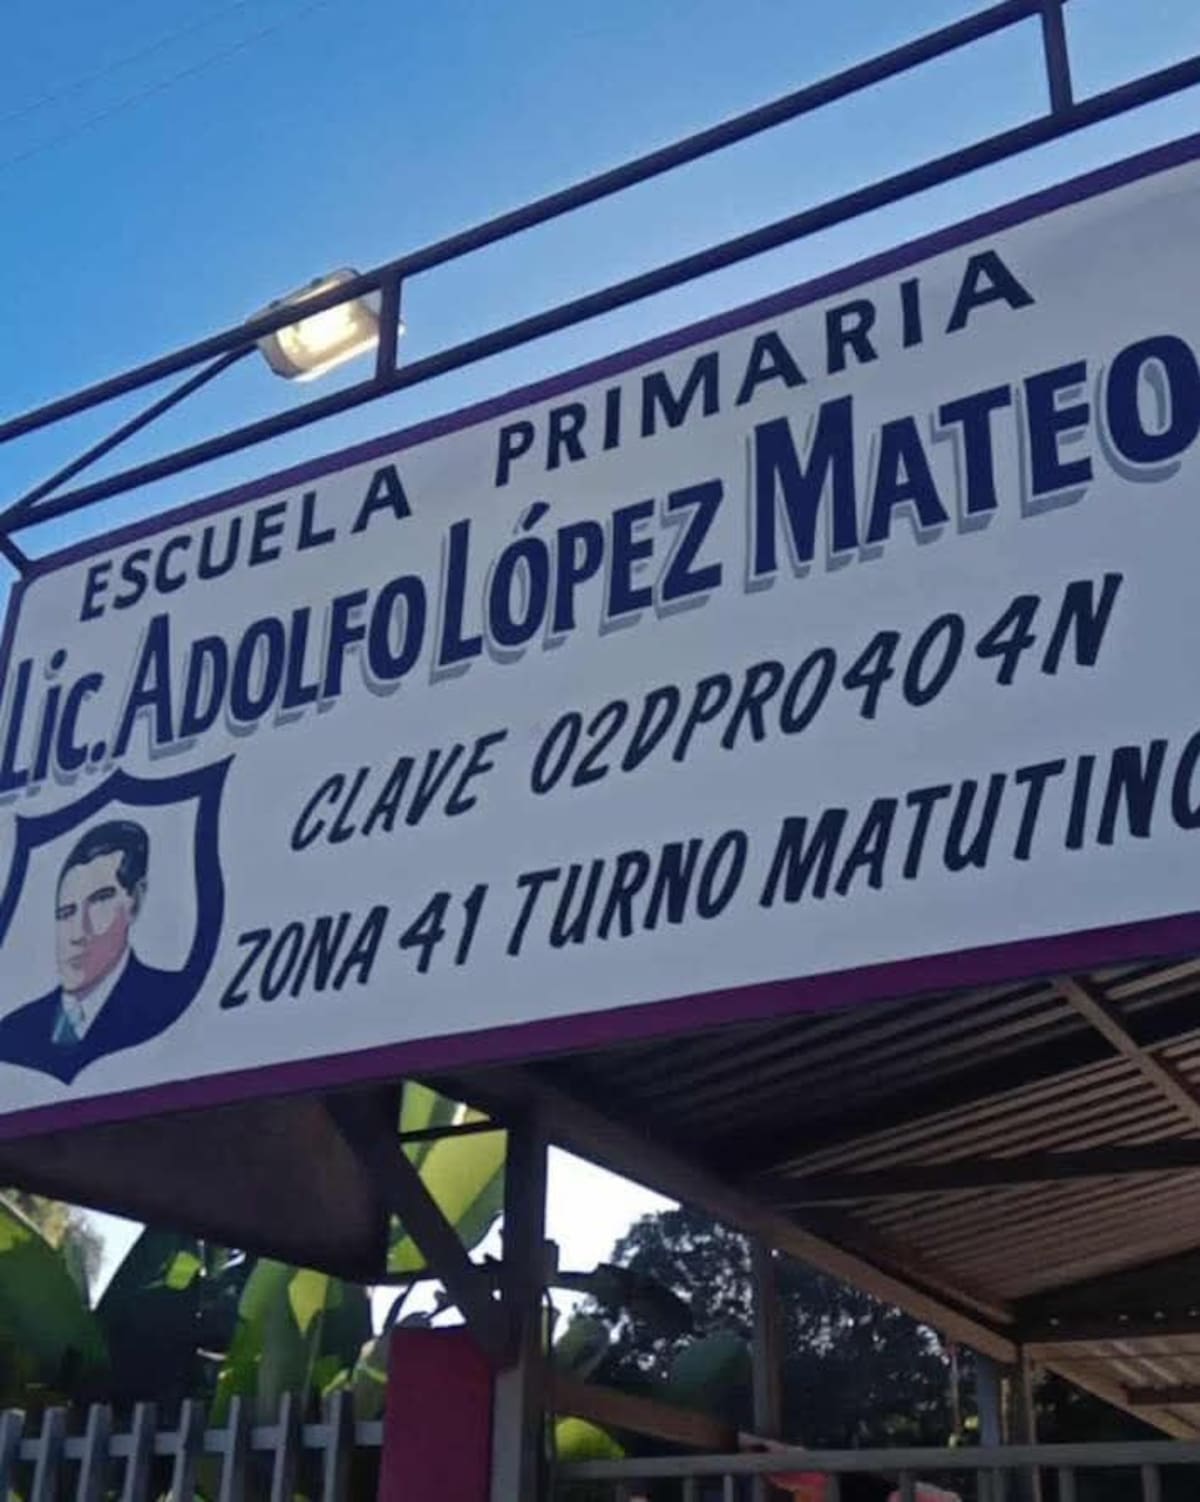 ESCUELA PRIMARIA
Lic. ADOLFO LÓPEZ MATEO
CLAVE 02DPR0404N
ZONA 41 TURNO MATUTINO